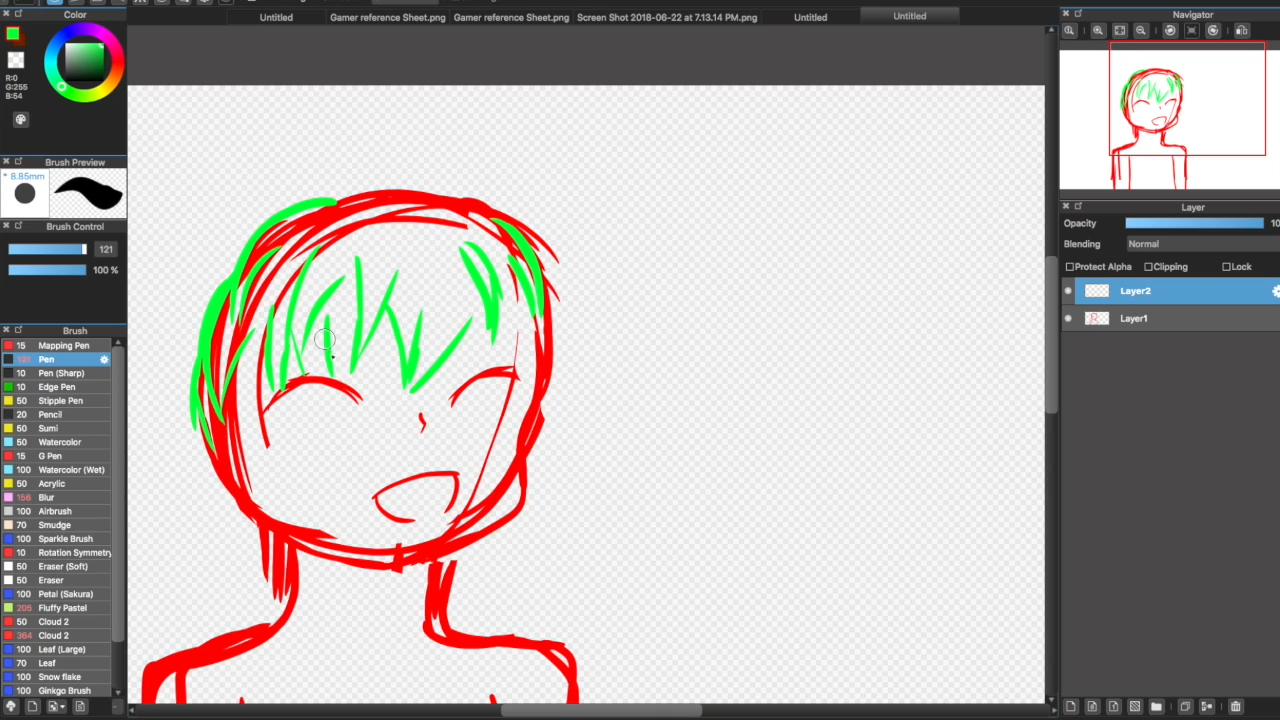 Color
Untitled
Gamer reference Sheet.png
Gamer reference Sheet.png
Screen Shot 2018-06-22 at 7.13.14 PM.png
Untitled
Untitled
Navigator
R:0
G:255
B:54
Brush Preview
* 8.85mm
Brush Control
121
100 %
Brush
15 Mapping Pen
121 Pen
10 Pen (Sharp)
10 Edge Pen
50 Stipple Pen
20 Pencil
50 Sumi
50 Watercolor
15 G Pen
100 Watercolor (Wet)
50 Acrylic
156 Blur
100 Airbrush
70 Smudge
100 Sparkle Brush
10 Rotation Symmetry
50 Eraser (Soft)
50 Eraser
100 Petal (Sakura)
205 Fluffy Pastel
50 Cloud 2
364 Cloud 2
100 Leaf (Large)
70 Leaf
100 Snow flake
100 Ginkgo Brush
Layer
Opacity 10
Blending Normal
Protect Alpha Clipping Lock
Layer2
Layer1